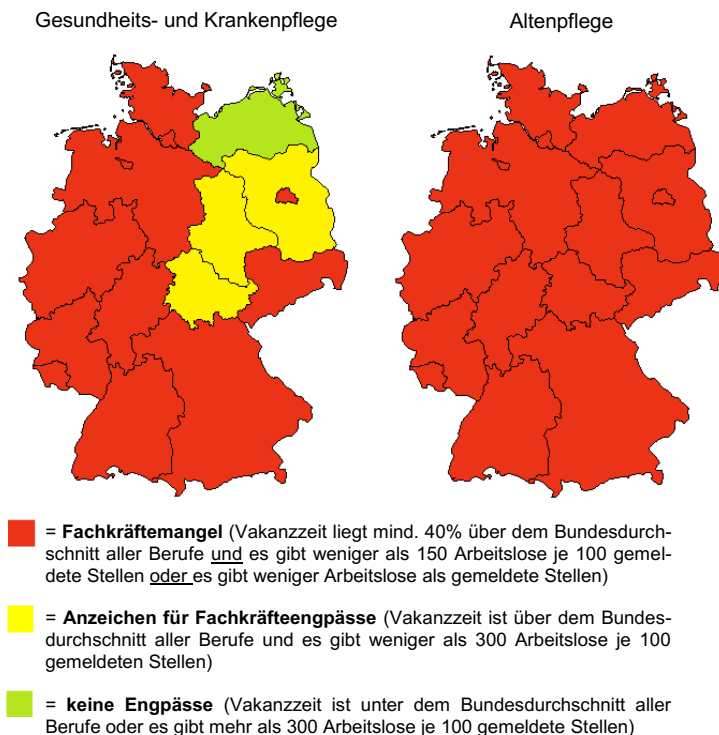 Gesundheits- und Krankenpflege
Altenpflege
= Fachkräftemangel (Vakanzzeit liegt mind. 40% über dem Bundesdurch-
schnitt aller Berufe und es gibt weniger als 150 Arbeitslose je 100 gemel-
dete Stellen oder es gibt weniger Arbeitslose als gemeldete Stellen)
= Anzeichen für Fachkräfteengpässe (Vakanzzeit ist über dem Bundes-
durchschnitt aller Berufe und es gibt weniger als 300 Arbeitslose je 100
gemeldeten Stellen)
= keine Engpässe (Vakanzzeit ist unter dem Bundesdurchschnitt aller
Berufe oder es gibt mehr als 300 Arbeitslose je 100 gemeldete Stellen)